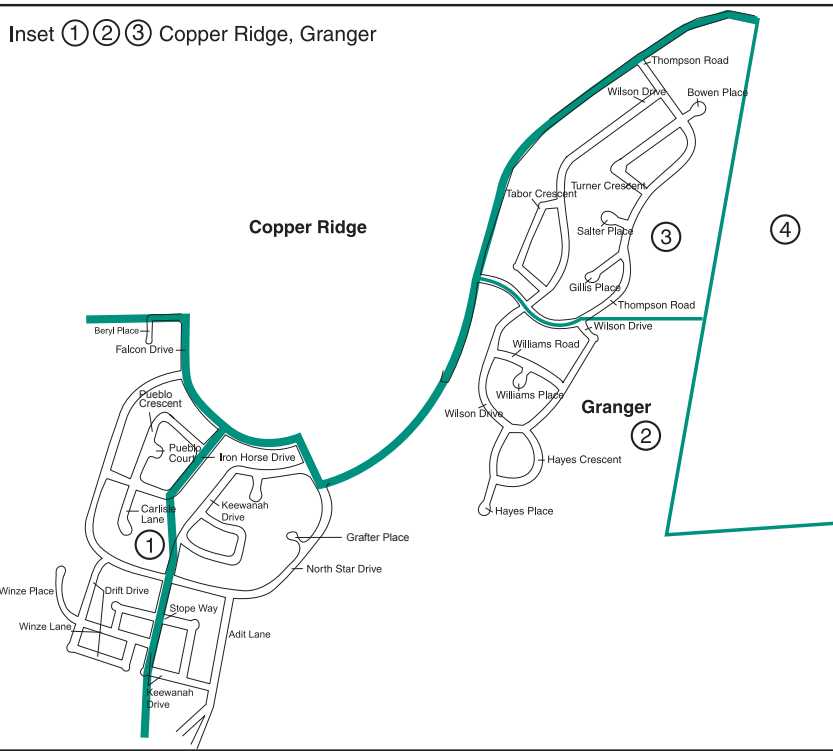 Inset ① ② ③ Copper Ridge, Granger
Thompson Road
Wilson Drive
Bowen Place
Turner Crescent
Tabor Crescent
Copper Ridge
Salter Place
③
④
Gillis Place
Thompson Road
Beryl Place
Wilson Drive
Falcon Drive
Williams Road
Pueblo
Crescent
Williams Place
Wilson Drive
Granger
②
Pueblo
Court
Iron Horse Drive
Hayes Crescent
Carlisle
Lane
Keewanah
Drive
Hayes Place
①
Grafter Place
North Star Drive
Winze Place
Drift Drive
Stope Way
Winze Lane
Adit Lane
Keewanah
Drive